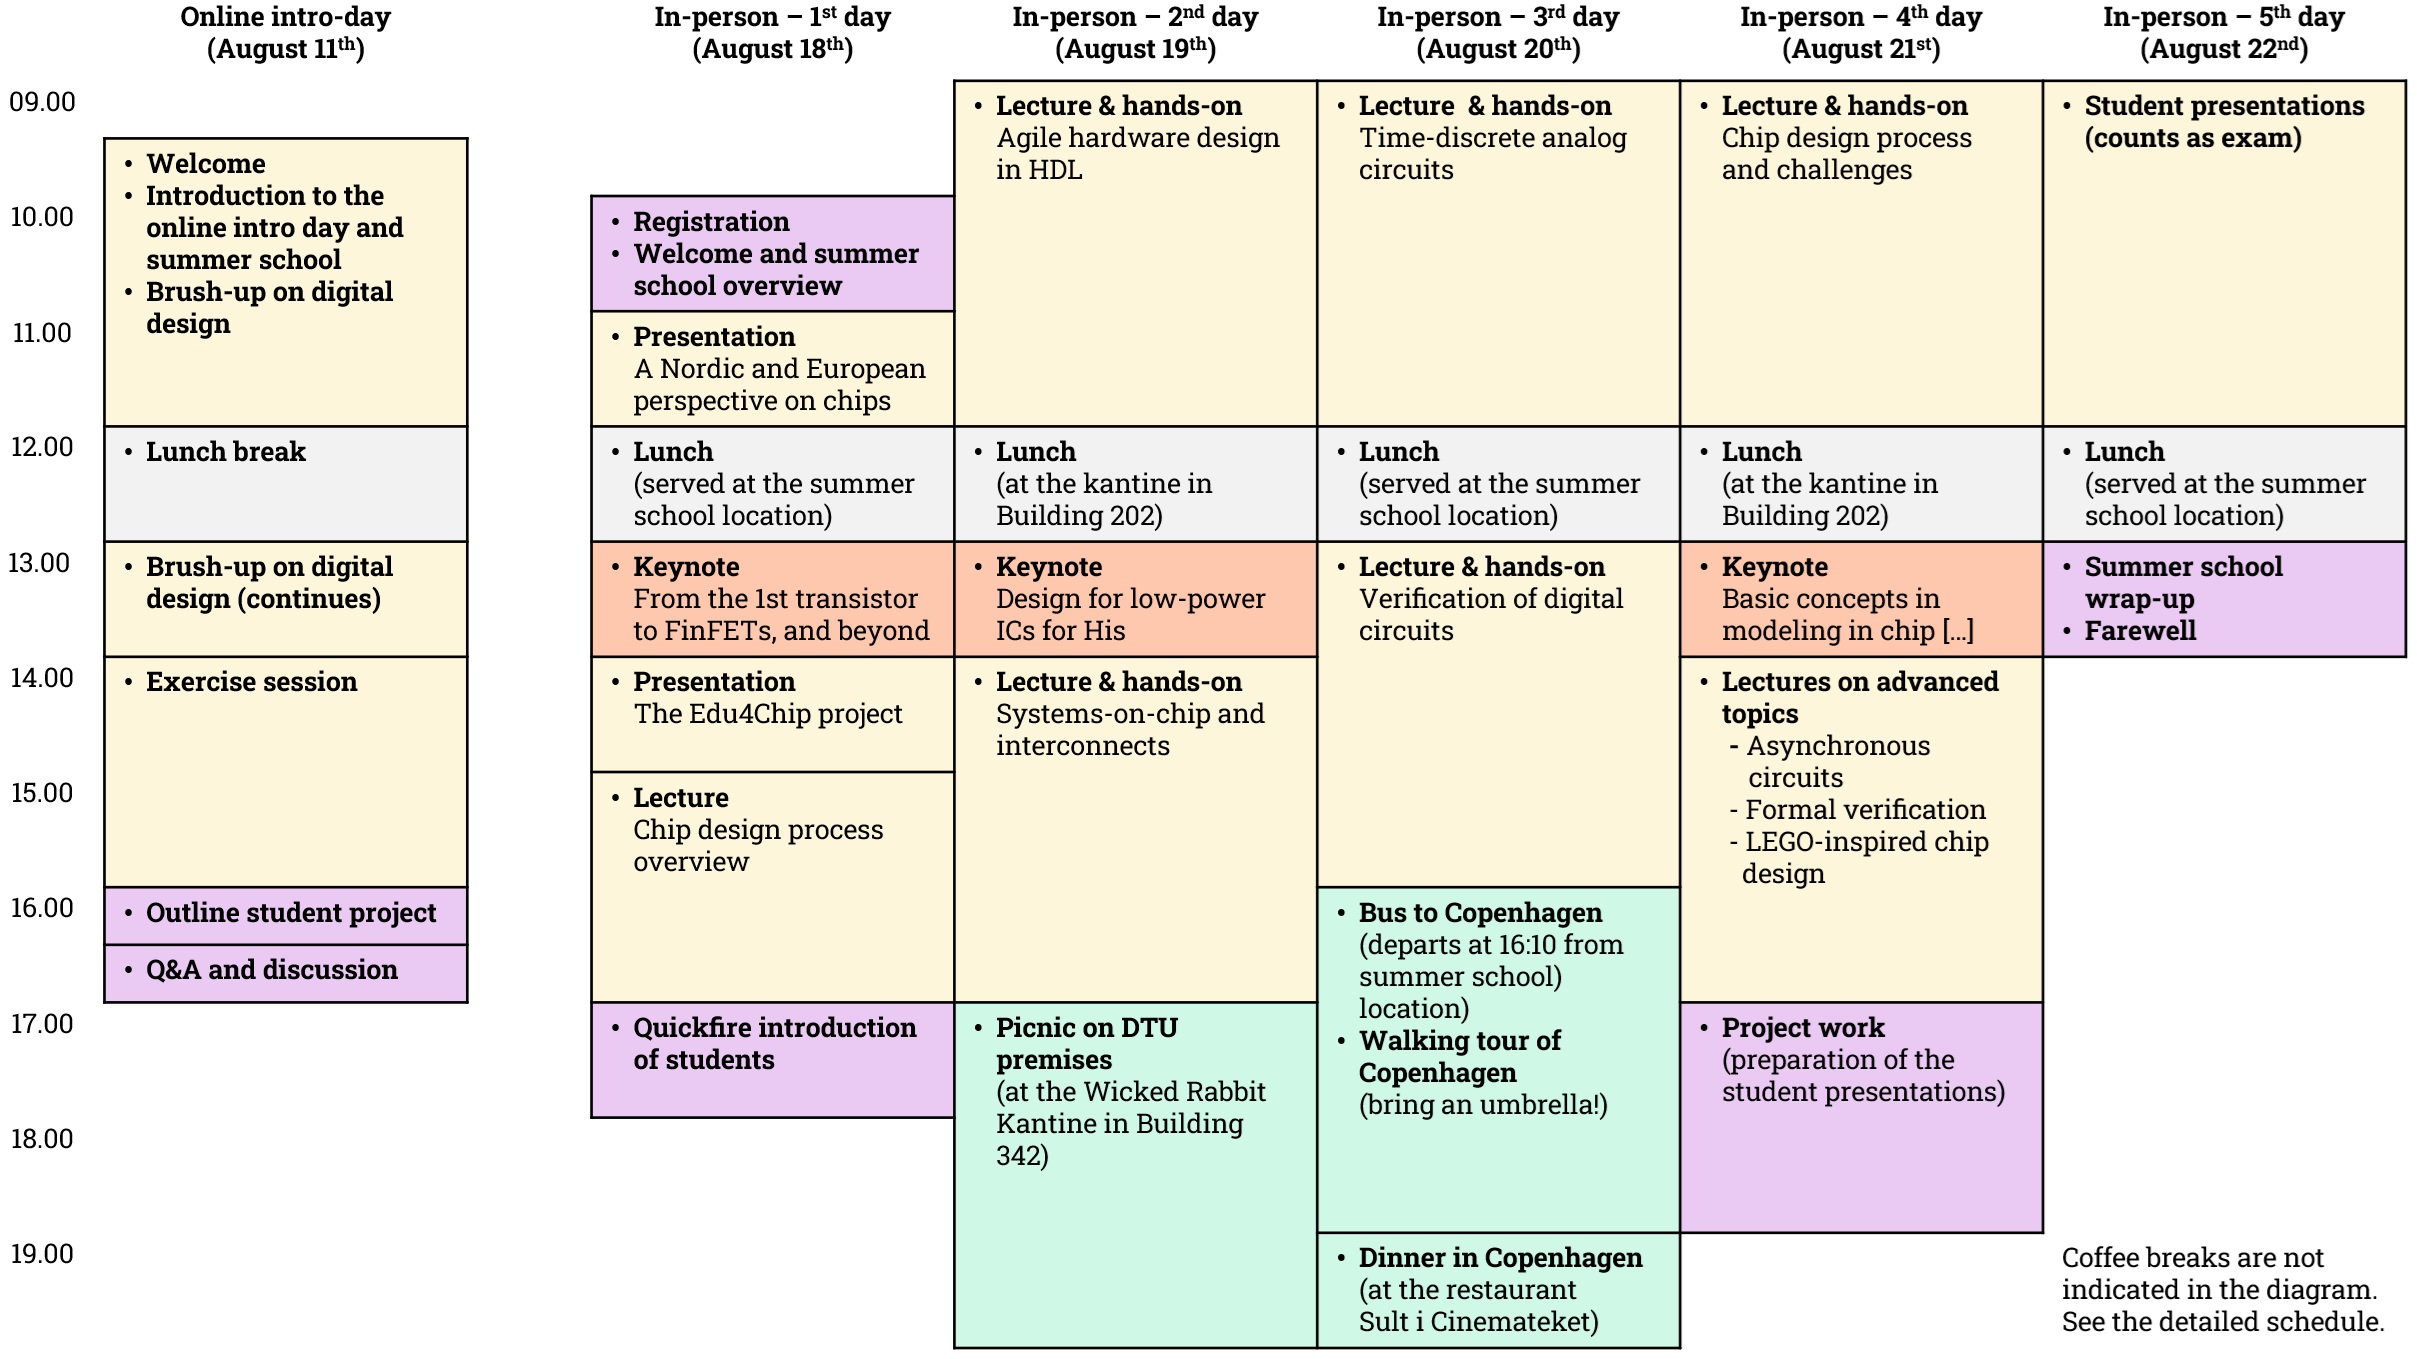 Online intro-day
(August 11th)
In-person – 1st day
(August 18th)
In-person – 2nd day
(August 19th)
In-person – 3rd day
(August 20th)
In-person – 4th day
(August 21st)
In-person – 5th day
(August 22nd)
09.00
10.00
11.00
12.00
13.00
14.00
15.00
16.00
17.00
18.00
19.00
• Welcome
• Introduction to the
online intro day and
summer school
• Brush-up on digital
design
• Lunch break
• Brush-up on digital
design (continues)
• Exercise session
• Outline student project
• Q&A and discussion
• Registration
• Welcome and summer
school overview
• Presentation
A Nordic and European
perspective on chips
• Lunch
(served at the summer
school location)
• Keynote
From the 1st transistor
to FinFETs, and beyond
• Presentation
The Edu4Chip project
• Lecture
Chip design process
overview
• Quickfire introduction
of students
• Lecture & hands-on
Agile hardware design
in HDL
• Lunch
(at the kantine in
Building 202)
• Keynote
Design for low-power
ICs for His
• Lecture & hands-on
Systems-on-chip and
interconnects
• Picnic on DTU
premises
(at the Wicked Rabbit
Kantine in Building
342)
• Lecture & hands-on
Time-discrete analog
circuits
• Lunch
(served at the summer
school location)
• Lecture & hands-on
Verification of digital
circuits
• Bus to Copenhagen
(departs at 16:10 from
summer school)
location)
• Walking tour of
Copenhagen
(bring an umbrella!)
• Dinner in Copenhagen
(at the restaurant
Sult i Cinemateket)
• Lecture & hands-on
Chip design process
and challenges
• Lunch
(at the kantine in
Building 202)
• Keynote
Basic concepts in
modeling in chip [...]
• Lectures on advanced
topics
- Asynchronous
circuits
- Formal verification
- LEGO-inspired chip
design
• Project work
(preparation of the
student presentations)
• Student presentations
(counts as exam)
• Lunch
(served at the summer
school location)
• Summer school
wrap-up
• Farewell
Coffee breaks are not
indicated in the diagram.
See the detailed schedule.